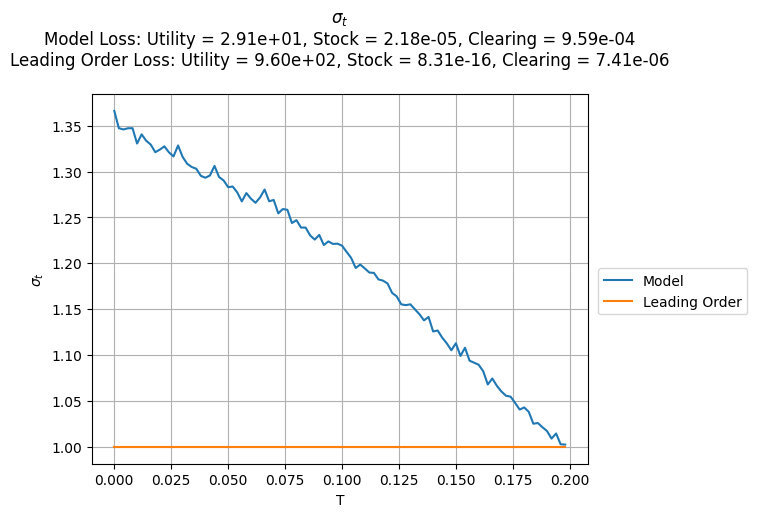 σt
Model Loss: Utility = 2.91e+01, Stock = 2.18e-05, Clearing = 9.59e-04
Leading Order Loss: Utility = 9.60e+02, Stock = 8.31e-16, Clearing = 7.41e-06
1.35
1.30
1.25
1.20
1.15
1.10
1.05
1.00
σt
0.000 0.025 0.050 0.075 0.100 0.125 0.150 0.175 0.200
T
Model
Leading Order